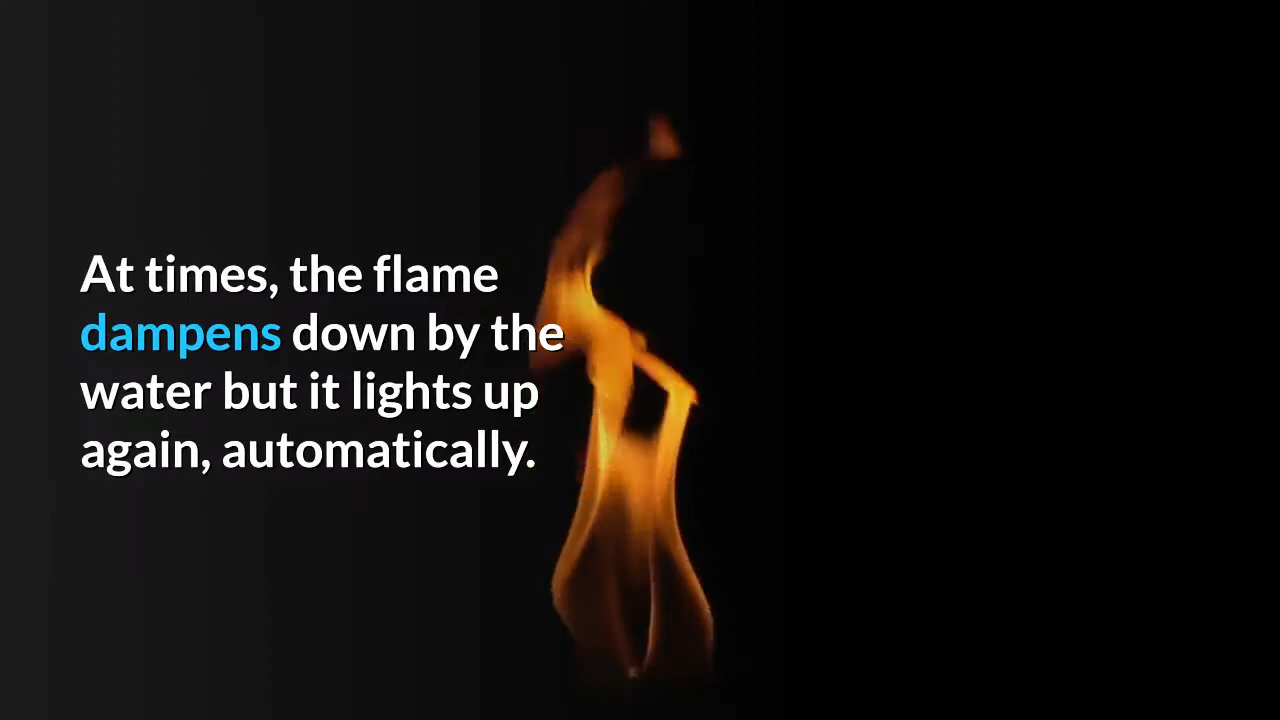 At times, the flame
dampens down by the
water but it lights up
again, automatically.